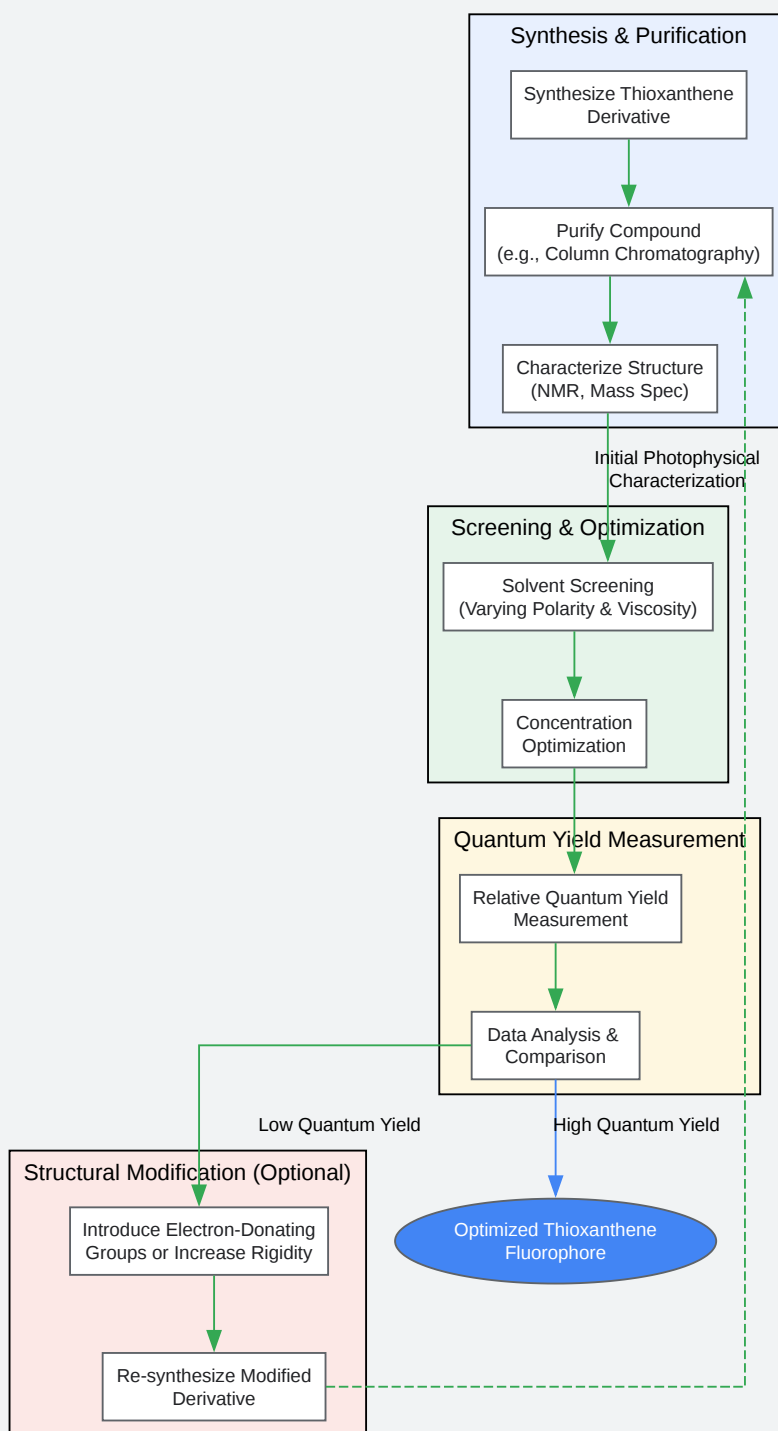 Synthesis & Purification
Synthesize Thioxanthene
Derivative
Purify Compound
(e.g., Column Chromatography)
Characterize Structure
(NMR, Mass Spec)
Initial Photophysical
Characterization
Screening & Optimization
Solvent Screening
(Varying Polarity & Viscosity)
Concentration
Optimization
Quantum Yield Measurement
Relative Quantum Yield
Measurement
Data Analysis &
Comparison
Low Quantum Yield
High Quantum Yield
Structural Modification (Optional)
Introduce Electron-Donating
Groups or Increase Rigidity
Optimized Thioxanthene
Fluorophore
Re-synthesize Modified
Derivative